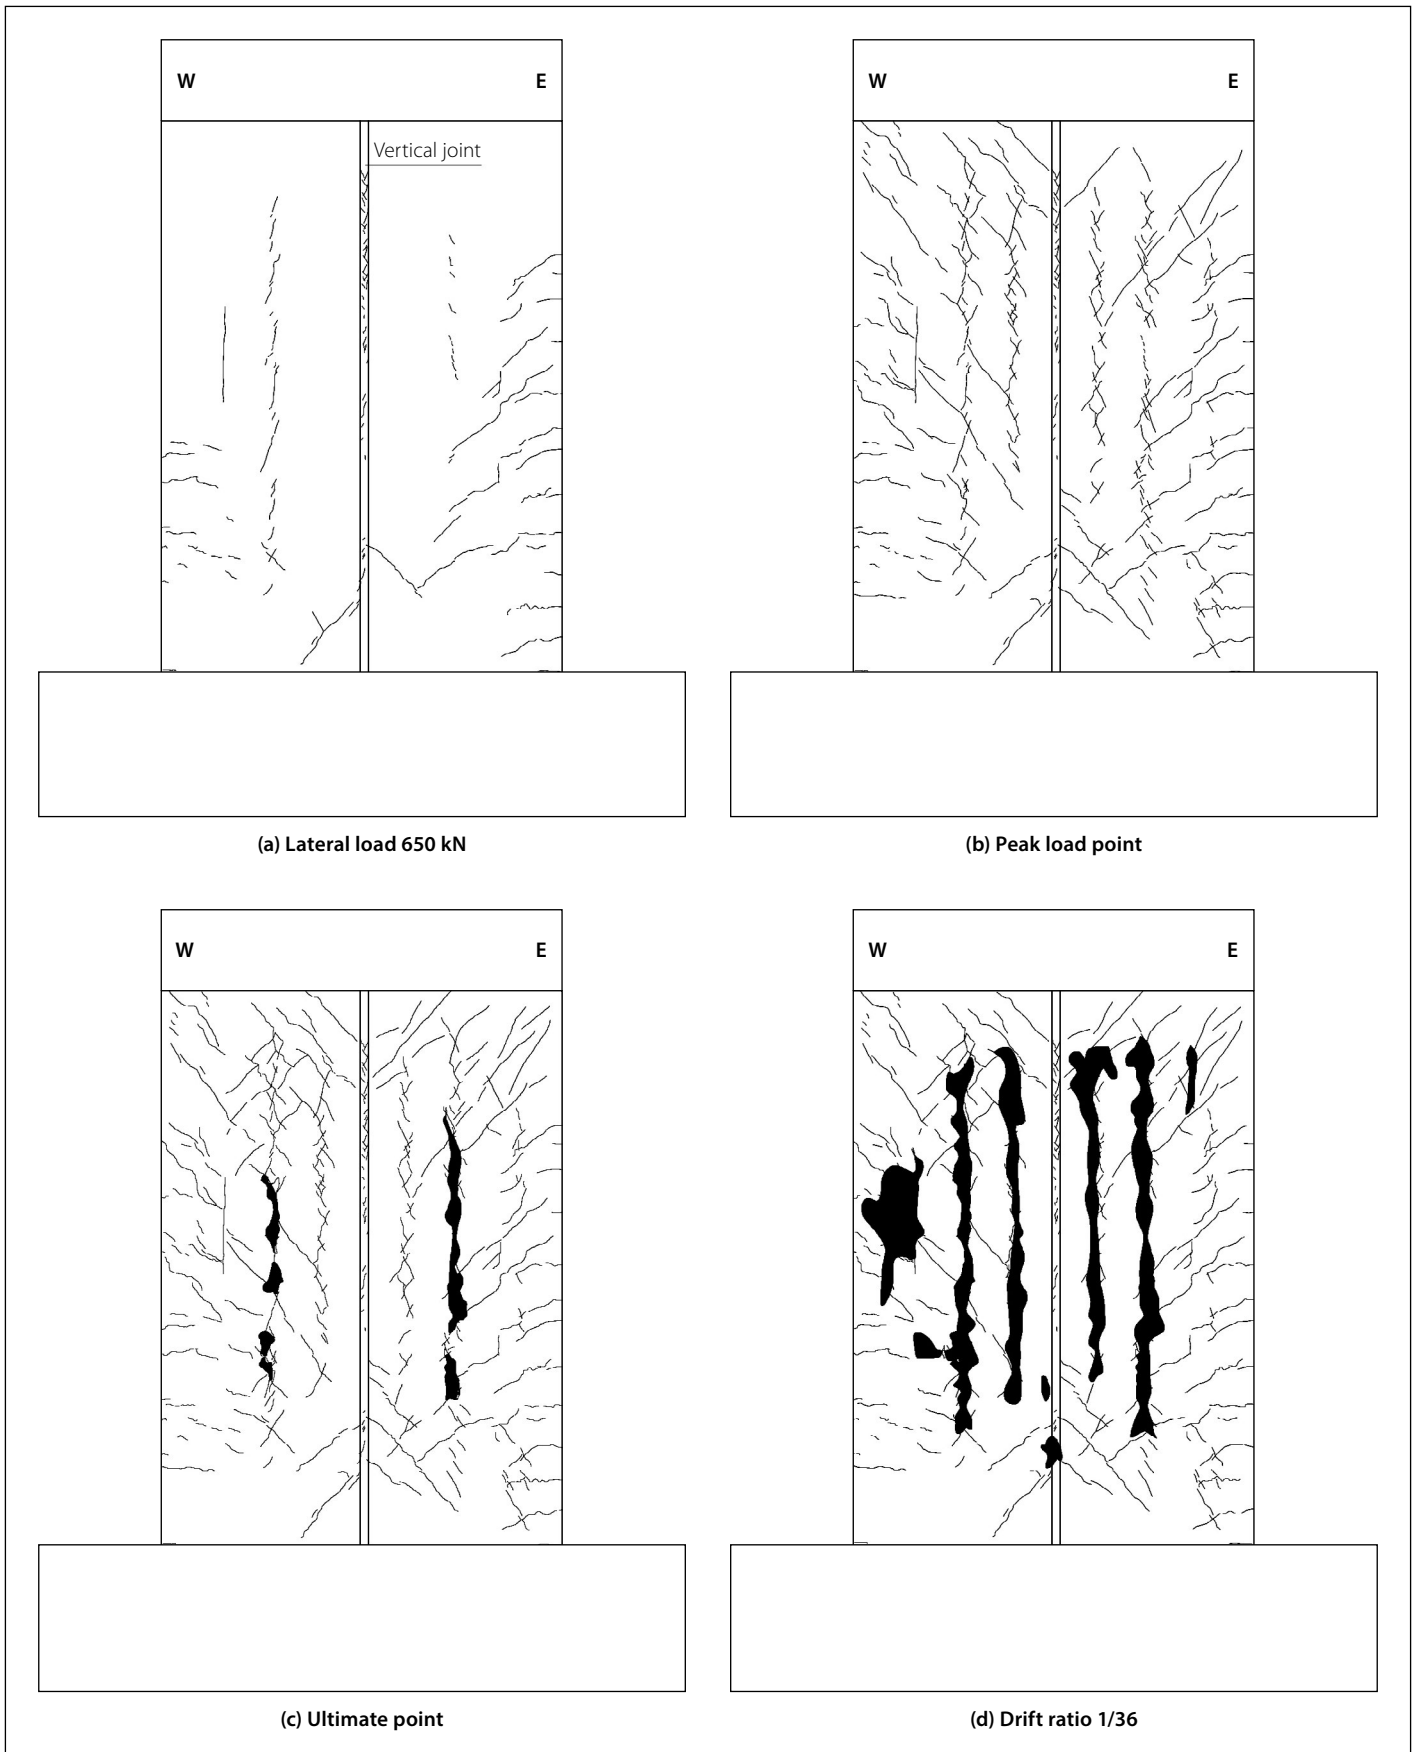 W E
Vertical joint
W E
(a) Lateral load 650 kN
(b) Peak load point
W E
W E
(c) Ultimate point
(d) Drift ratio 1/36